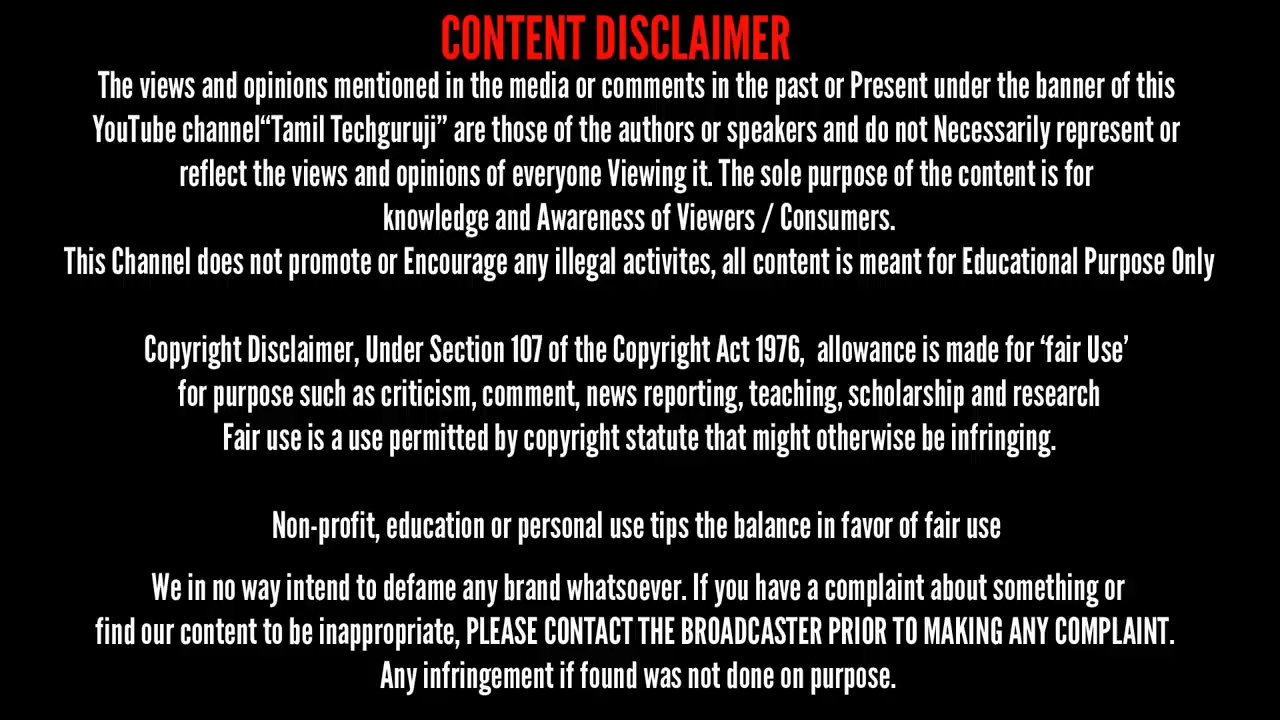 CONTENT DISCLAIMER
The views and opinions mentioned in the media or comments in the past or Present under the banner of this
YouTube channel“Tamil Techguruji” are those of the authors or speakers and do not Necessarily represent or
reflect the views and opinions of everyone Viewing it. The sole purpose of the content is for
knowledge and Awareness of Viewers / Consumers.
This Channel does not promote or Encourage any illegal activites, all content is meant for Educational Purpose Only
Copyright Disclaimer, Under Section 107 of the Copyright Act 1976, allowance is made for ‘fair Use’
for purpose such as criticism, comment, news reporting, teaching, scholarship and research
Fair use is a use permitted by copyright statute that might otherwise be infringing.
Non-profit, education or personal use tips the balance in favor of fair use
We in no way intend to defame any brand whatsoever. If you have a complaint about something or
find our content to be inappropriate, PLEASE CONTACT THE BROADCASTER PRIOR TO MAKING ANY COMPLAINT.
Any infringement if found was not done on purpose.